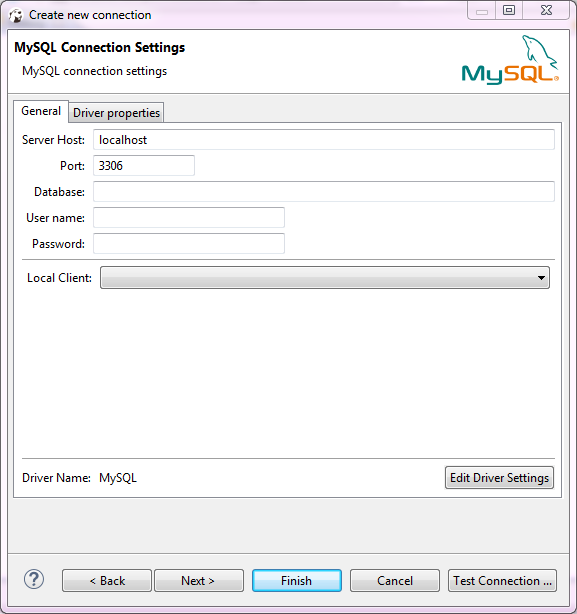 Create new connection
MySQL Connection Settings
MySQL connection settings
MySQL®
General Driver properties
Server Host: localhost
Port: 3306
Database:
User name:
Password:
Local Client:
Driver Name: MySQL Edit Driver Settings
? < Back Next > Finish Cancel Test Connection ...